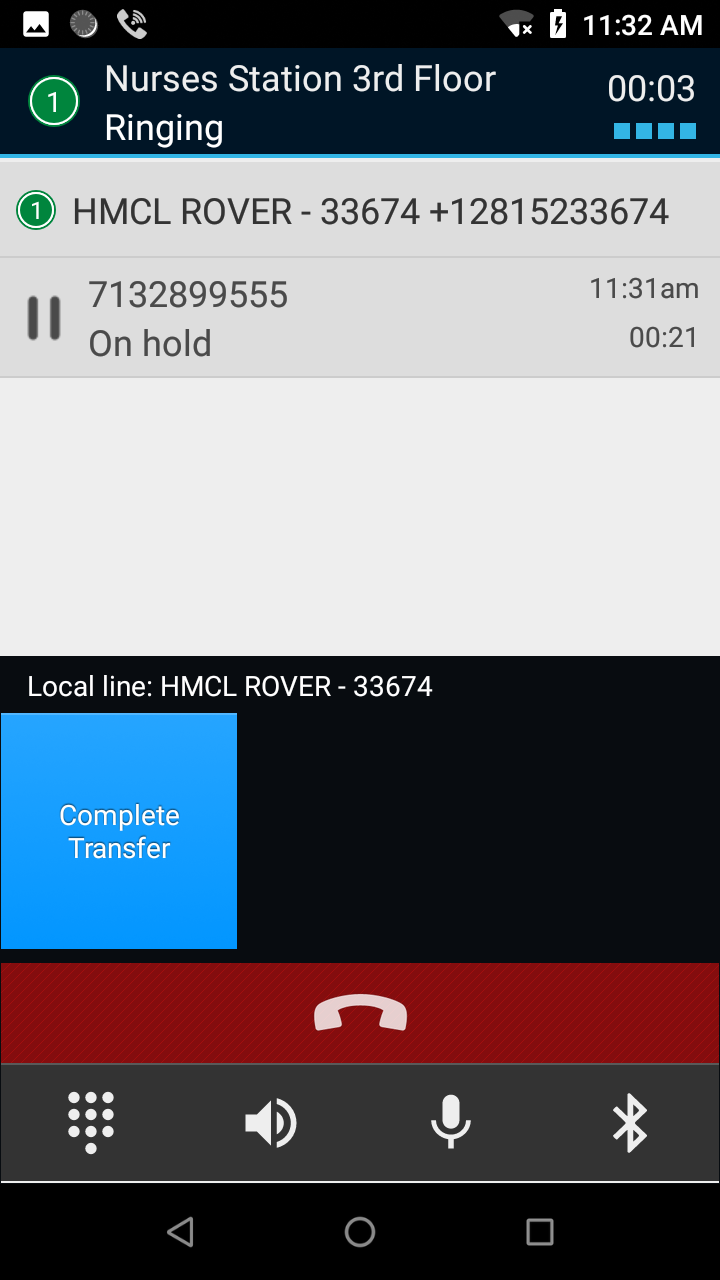 11:32 AM
1 Nurses Station 3rd Floor 00:03
Ringing
1 HMCL ROVER - 33674 +12815233674
7132899555 11:31am
On hold 00:21
Local line: HMCL ROVER - 33674
Complete
Transfer